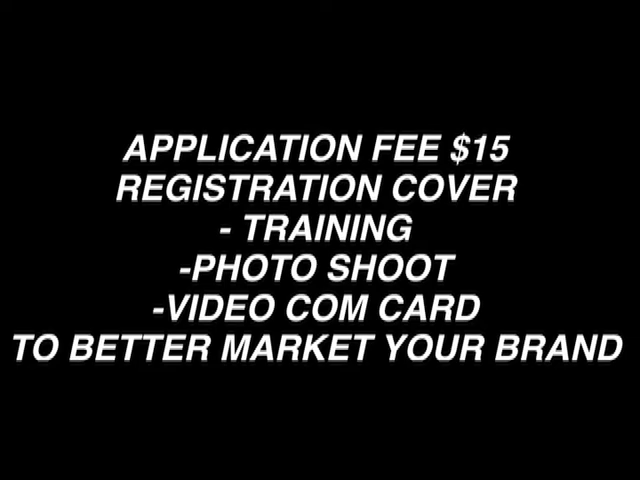 APPLICATION FEE $15
REGISTRATION COVER
- TRAINING
-PHOTO SHOOT
-VIDEO COM CARD
TO BETTER MARKET YOUR BRAND